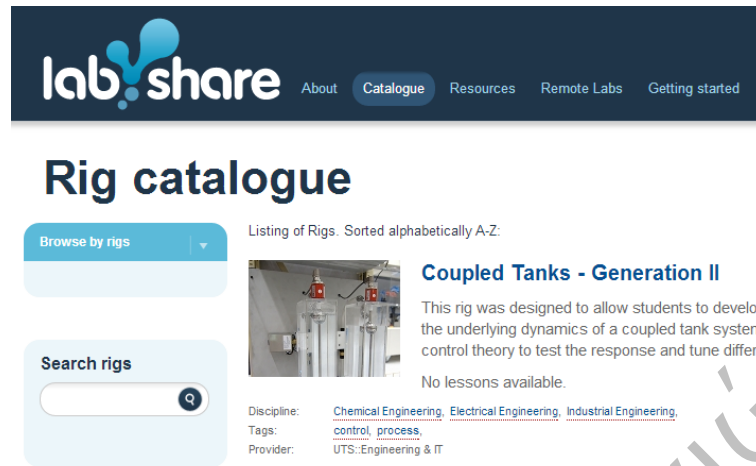 lab share
About Catalogue Resources Remote Labs Getting started
Rig catalogue
Browse by rigs
Search rigs
Listing of Rigs. Sorted alphabetically A-Z:
Coupled Tanks - Generation II
This rig was designed to allow students to develo
the underlying dynamics of a coupled tank system
control theory to test the response and tune differ
No lessons available.
Discipline: Chemical Engineering, Electrical Engineering, Industrial Engineering,
Tags: control, process,
Provider: UTS::Engineering & IT